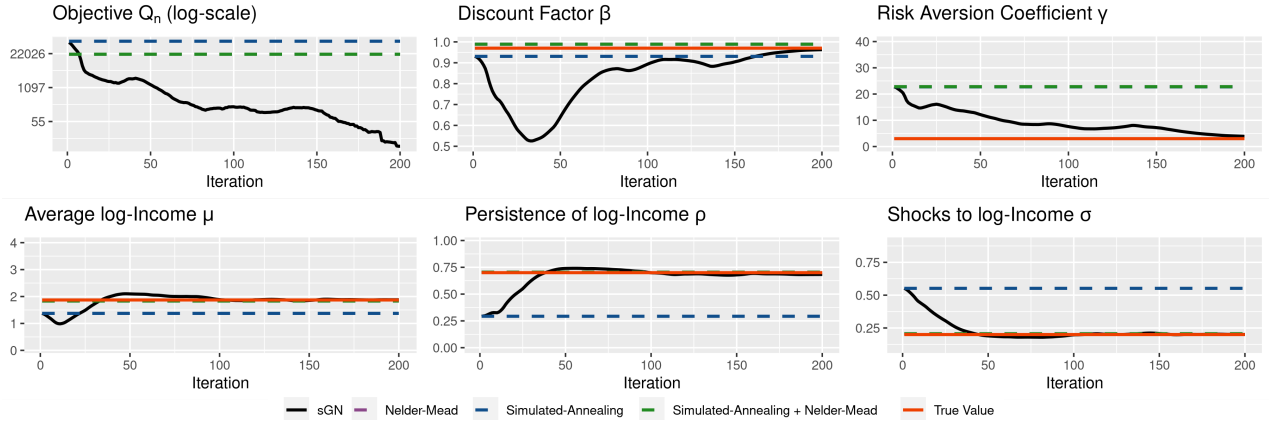 Objective Qn (log-scale)
22026
1097
55
0 50 100 150 200
Iteration
Discount Factor β
1.0
0.9
0.8
0.7
0.6
0.5
0 50 100 150 200
Iteration
Risk Aversion Coefficient γ
40
30
20
10
0
0 50 100 150 200
Iteration
Average log-Income μ
4
3
2
1
0
0 50 100 150 200
Iteration
Persistence of log-Income ρ
1.00
0.75
0.50
0.25
0.00
0 50 100 150 200
Iteration
Shocks to log-Income σ
0.75
0.50
0.25
0 50 100 150 200
Iteration
sGN Nelder-Mead Simulated-Annealing Simulated-Annealing + Nelder-Mead True Value